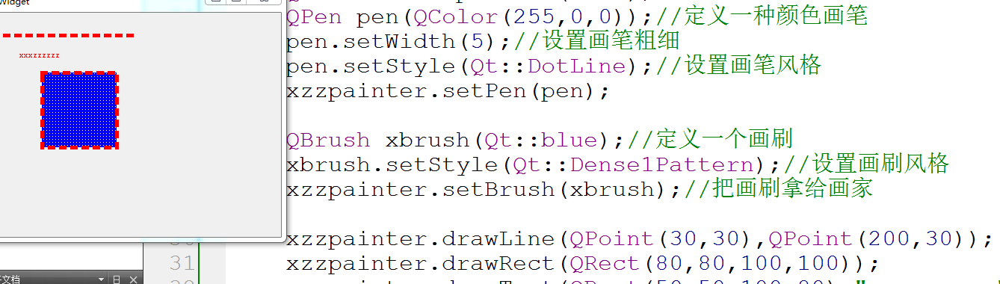 Widget
xxxzzzzzz
QPen pen(QColor(255,0,0));//定义一种颜色画笔
pen.setWidth(5);//设置画笔粗细
pen.setStyle(Qt::DotLine);//设置画笔风格
xzzpainter.setPen(pen);
QBrush xbrush(Qt::blue);//定义一个画刷
xbrush.setStyle(Qt::Dense1Pattern);//设置画刷风格
xzzpainter.setBrush(xbrush);//把画刷拿给画家
xzzpainter.drawLine(QPoint(30,30),QPoint(200,30));
31 xzzpainter.drawRect(QRect(80,80,100,100));
文档